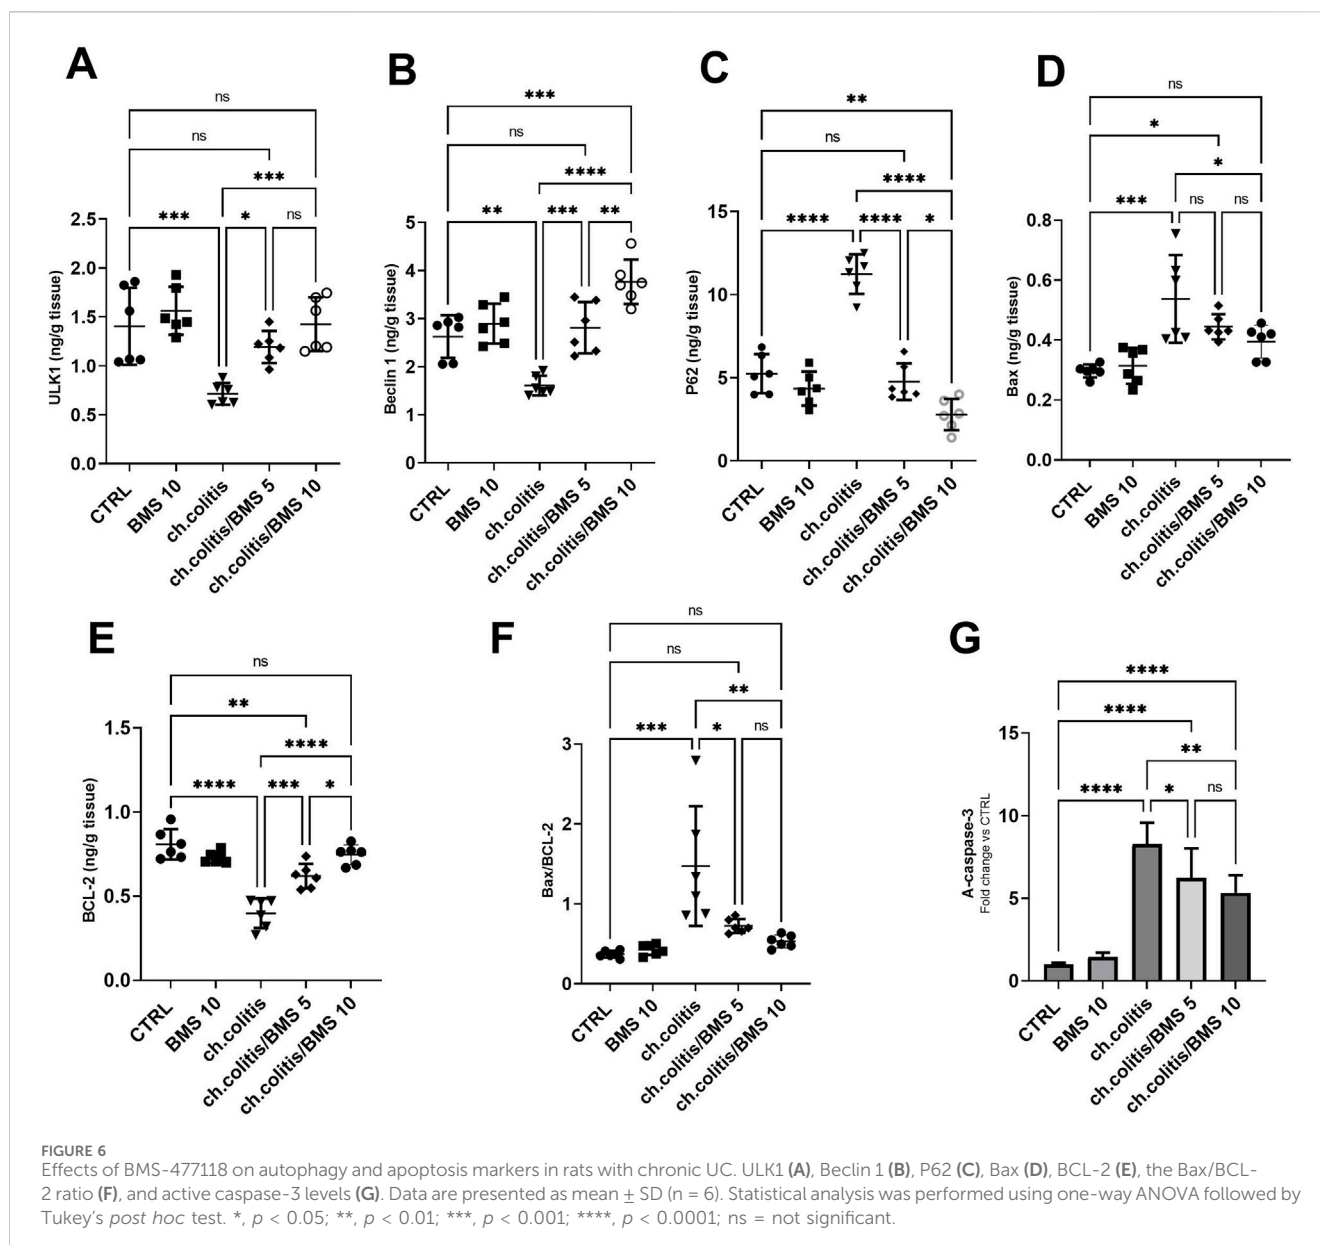 A
ns
ns
***
*** * ns
ULK1 (ng/g tissue)
2.5
2.0
1.5
1.0
0.5
0.0
CTRL
BMS 10
ch.colitis
ch.colitis/BMS 5
ch.colitis/BMS 10
B
***
ns
****
** *** **
Beclin 1 (ng/g tissue)
5
4
3
2
1
0
CTRL
BMS 10
ch.colitis
ch.colitis/BMS 5
ch.colitis/BMS 10
C
**
ns
****
**** **** *
P62 (ng/g tissue)
15
10
5
0
CTRL
BMS 10
ch.colitis
ch.colitis/BMS 5
ch.colitis/BMS 10
D
ns
*
*
*** ns ns
Bax (ng/g tissue)
0.8
0.6
0.4
0.2
0.0
CTRL
BMS 10
ch.colitis
ch.colitis/BMS 5
ch.colitis/BMS 10
E
ns
**
****
**** *** *
BCL-2 (ng/g tissue)
1.5
1.0
0.5
0.0
CTRL
BMS 10
ch.colitis
ch.colitis/BMS 5
ch.colitis/BMS 10
F
ns
ns
**
*** * ns
Bax/BCL-2
3
2
1
0
CTRL
BMS 10
ch.colitis
ch.colitis/BMS 5
ch.colitis/BMS 10
G
****
****
**
**** * ns
A-caspase-3
Fold change vs CTRL
15
10
5
0
CTRL
BMS 10
ch.colitis
ch.colitis/BMS 5
ch.colitis/BMS 10
FIGURE 6
Effects of BMS-477118 on autophagy and apoptosis markers in rats with chronic UC. ULK1 (A), Beclin 1 (B), P62 (C), Bax (D), BCL-2 (E), the Bax/BCL-
2 ratio (F), and active caspase-3 levels (G). Data are presented as mean ± SD (n = 6). Statistical analysis was performed using one-way ANOVA followed by
Tukey's post hoc test. *, p < 0.05; **, p < 0.01; ***, p < 0.001; ****, p < 0.0001; ns = not significant.